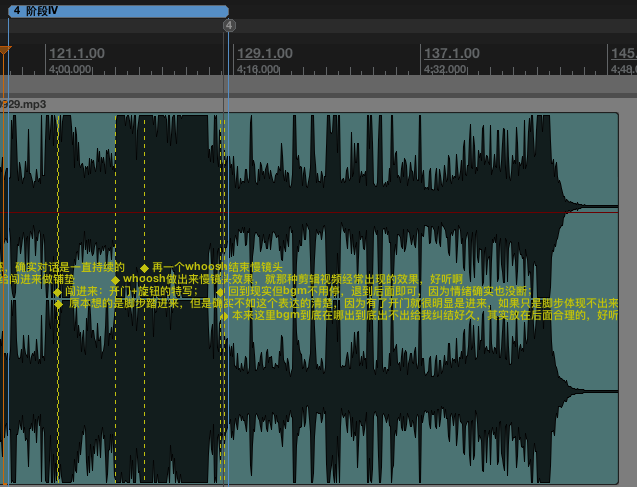 4 阶段IV
4
121.1.00
129.1.00
137.1.00
145.
4:00.000
4:16.000
4:32.000
4:48.0
0929.mp3
确实对话是一直持续的
再一个whoosh结束慢镜头
给闯进来做铺垫
whoosh做出来慢镜头效果，就那种剪辑视频经常出现的效果，好听啊
闯进来：开门+旋钮的特写；
回到现实但bgm不用停，退到后面即可，因为情绪确实也没断；
原本想的是脚步踏进来，但是确实不如这个表达的清楚，因为有了开门就很明显是进来，如果只是脚步体现不出来
本来这里bgm到底在哪出到底出不出给我纠结好久，其实放在后面合理的，好听